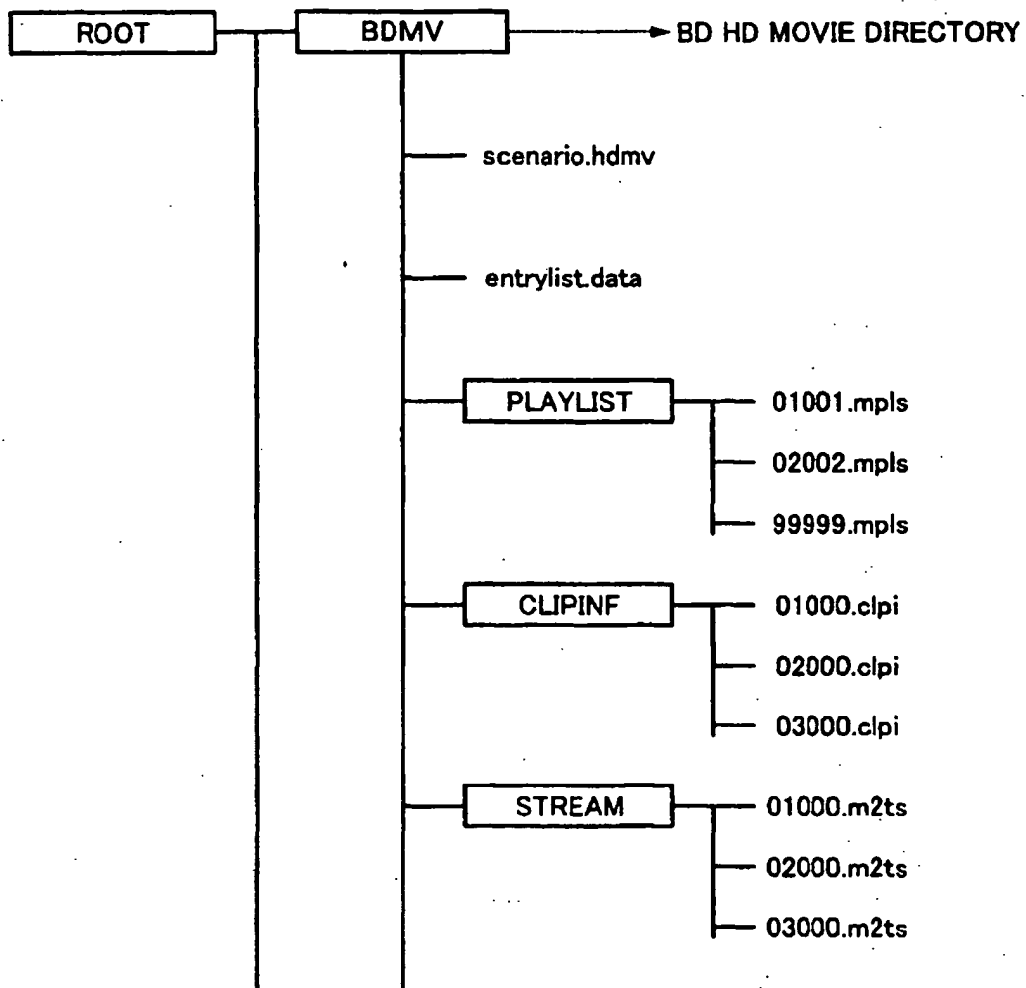 ROOT BDMV BD HD MOVIE DIRECTORY
scenario.hdmv
entrylist.data
PLAYLIST 01001.mpls
02002.mpls
99999.mpls
CLIPINF 01000.clpi
02000.clpi
03000.clpi
STREAM 01000.m2ts
02000.m2ts
03000.m2ts